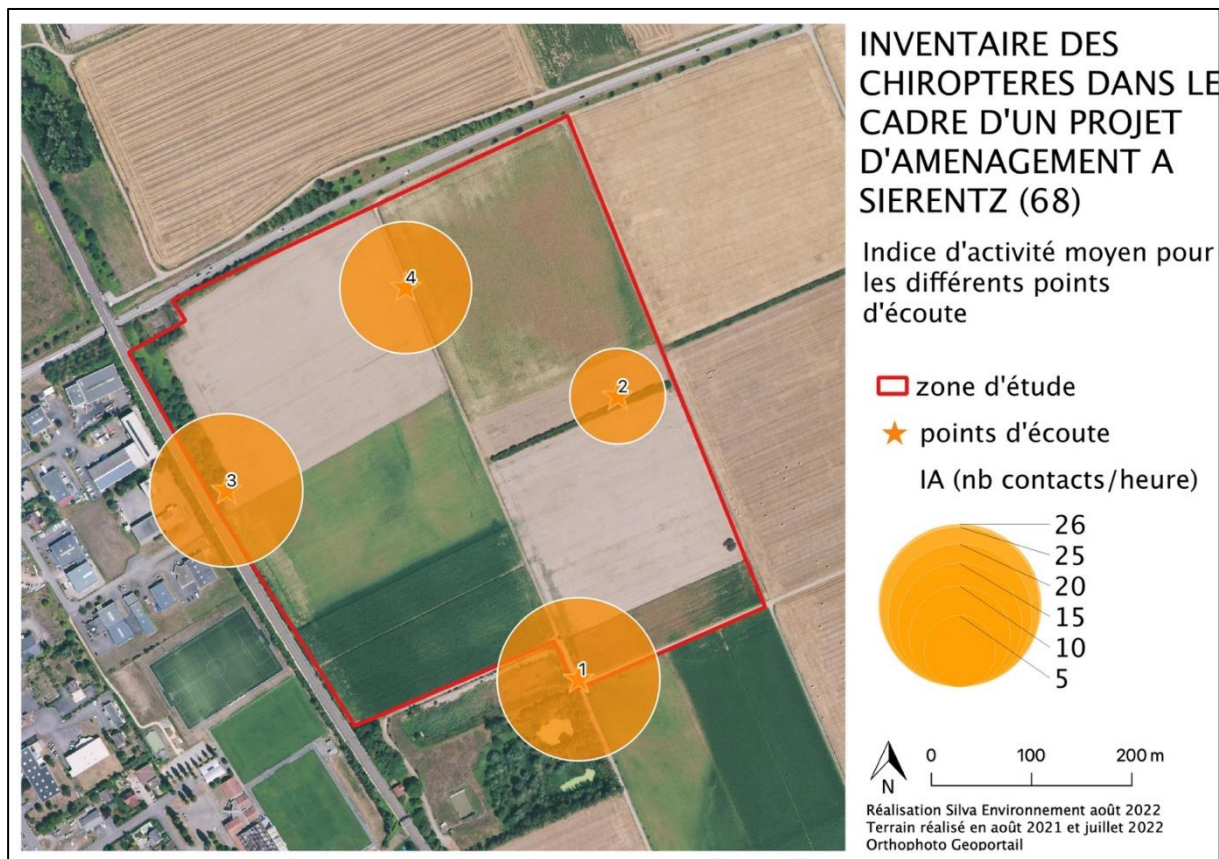 INVENTAIRE DES
CHIROPTERES DANS LE
CADRE D'UN PROJET
D'AMENAGEMENT A
SIERENTZ (68)
Indice d'activité moyen pour
les différents points
d'écoute
zone d'étude
points d'écoute
IA (nb contacts/heure)
26
25
20
15
10
5
4
2
3
1
0 100 200 m
N
Réalisation Silva Environnement août 2022
Terrain réalisé en août 2021 et juillet 2022
Orthophoto Geoportail